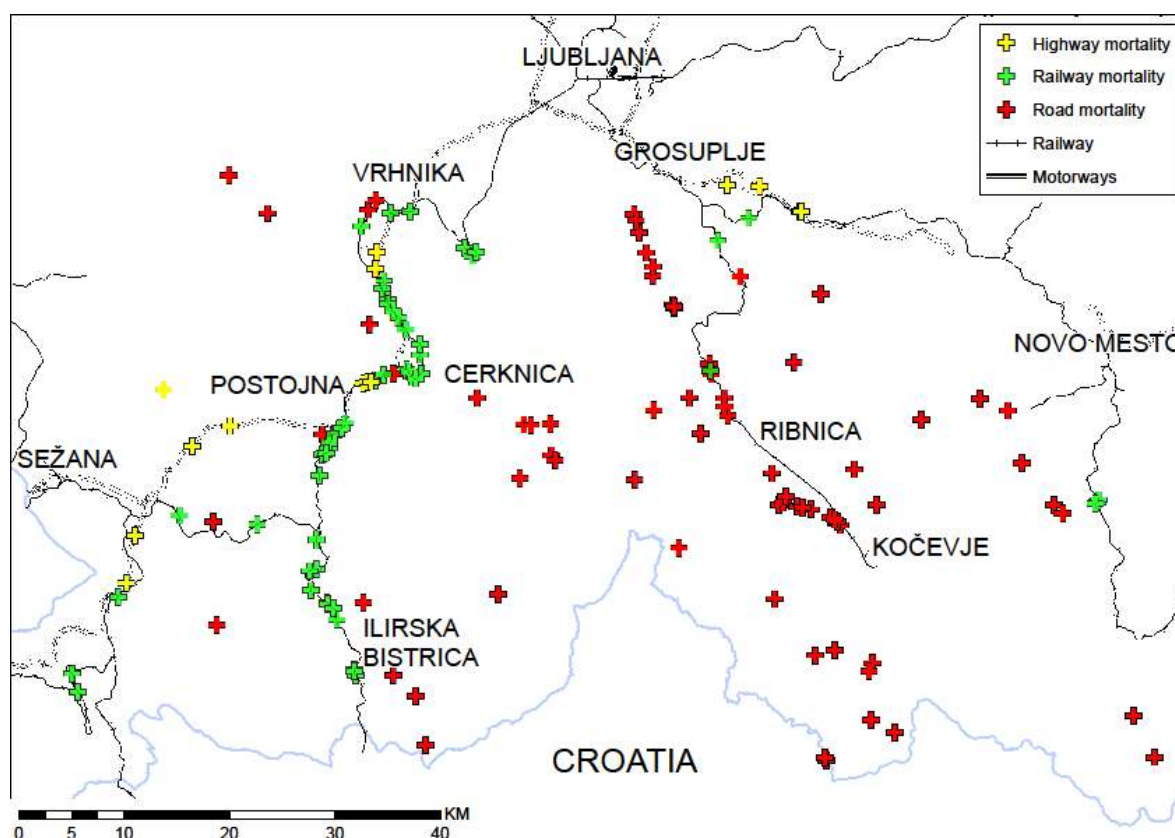 LJUBLJANA
Highway mortality
Railway mortality
Road mortality
Railway
Motorways
GROSUPLJE
VRHNIKA
NOVO MESTO
POSTOJNA
CERKNICA
RIBNICA
SEŽANA
KOČEVJE
ILIRSKA
BISTRICA
CROATIA
KM
0 5 10 20 30 40